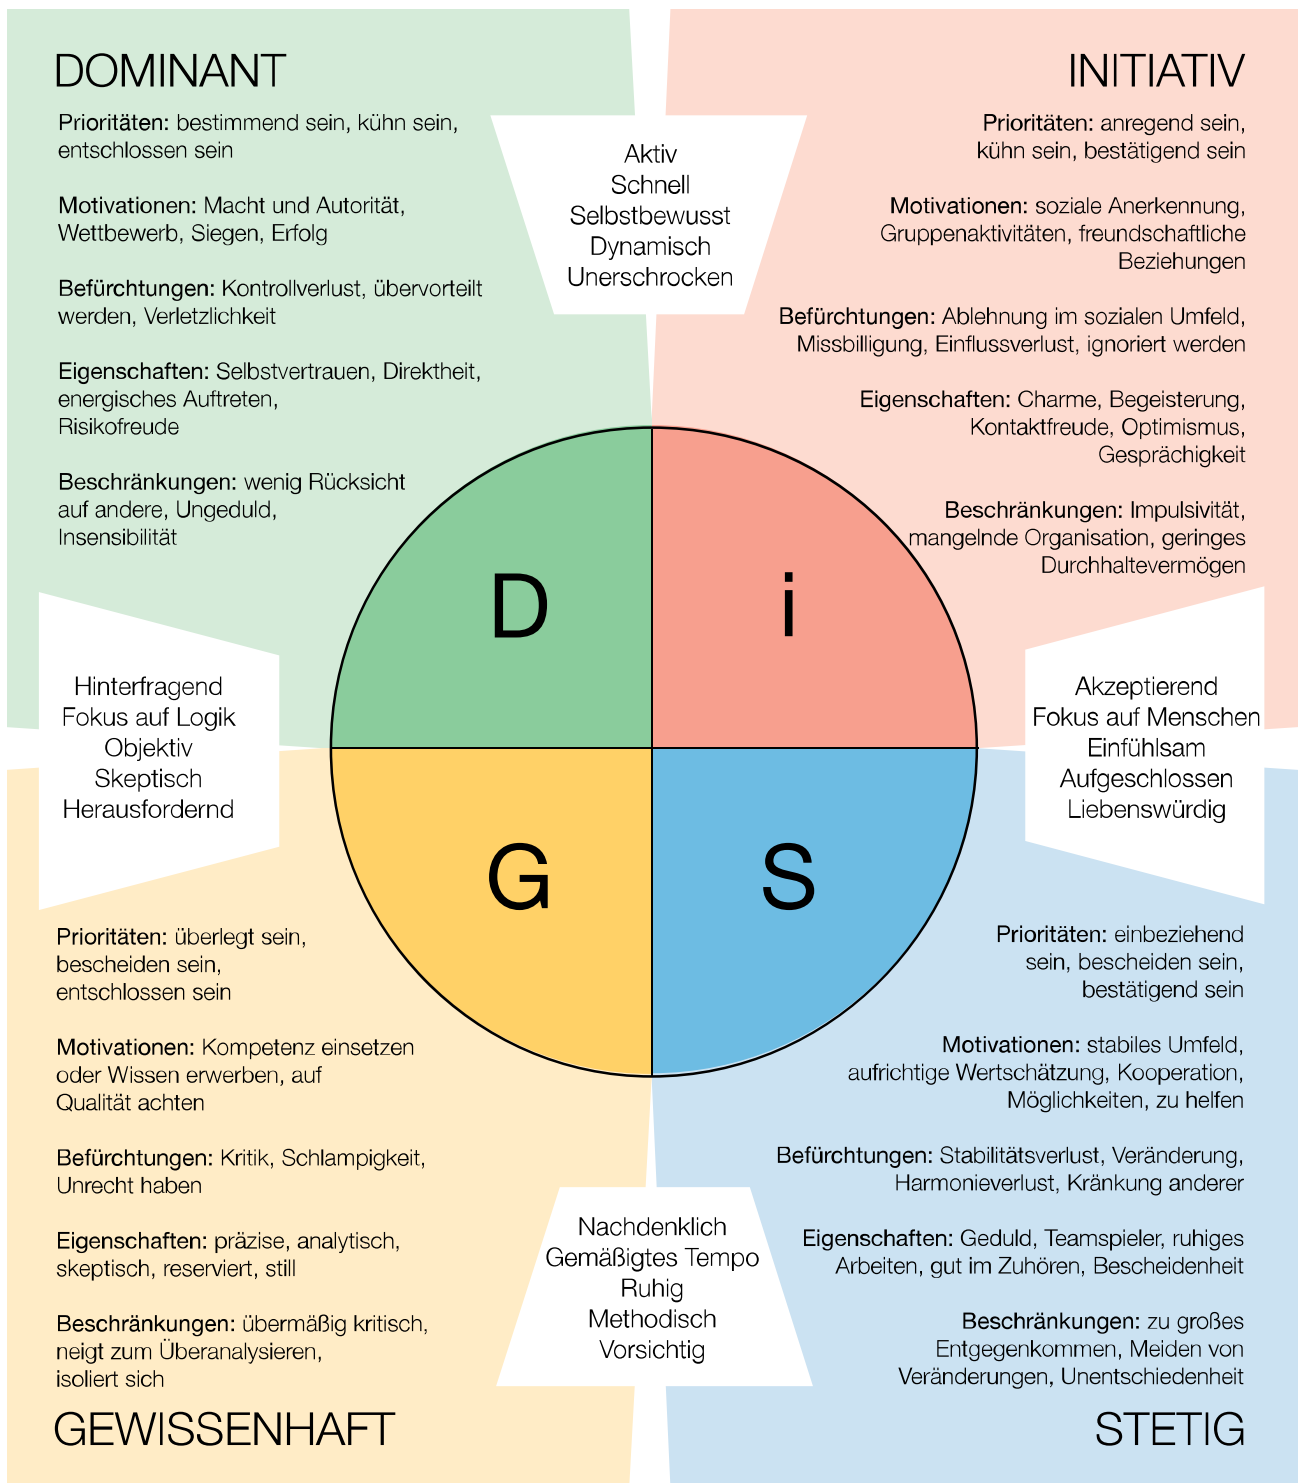 DOMINANT
Prioritäten: bestimmend sein, kühn sein,
entschlossen sein
Motivationen: Macht und Autorität,
Wettbewerb, Siegen, Erfolg
Befürchtungen: Kontrollverlust, übervorteilt
werden, Verletzlichkeit
Eigenschaften: Selbstvertrauen, Direktheit,
energisches Auftreten,
Risikofreude
Beschränkungen: wenig Rücksicht
auf andere, Ungeduld,
Insensibilität
Aktiv
Schnell
Selbstbewusst
Dynamisch
Unerschrocken
INITIATIV
Prioritäten: anregend sein,
kühn sein, bestätigend sein
Motivationen: soziale Anerkennung,
Gruppenaktivitäten, freundschaftliche
Beziehungen
Befürchtungen: Ablehnung im sozialen Umfeld,
Missbilligung, Einflussverlust, ignoriert werden
Eigenschaften: Charme, Begeisterung,
Kontaktfreude, Optimismus,
Gesprächigkeit
Beschränkungen: Impulsivität,
mangelnde Organisation, geringes
Durchhaltevermögen
D
i
Hinterfragend
Fokus auf Logik
Objektiv
Skeptisch
Herausfordernd
Akzeptierend
Fokus auf Menschen
Einfühlsam
Aufgeschlossen
Liebenswürdig
G
S
Prioritäten: überlegt sein,
bescheiden sein,
entschlossen sein
Motivationen: Kompetenz einsetzen
oder Wissen erwerben, auf
Qualität achten
Befürchtungen: Kritik, Schlampigkeit,
Unrecht haben
Eigenschaften: präzise, analytisch,
skeptisch, reserviert, still
Beschränkungen: übermäßig kritisch,
neigt zum Überanalysieren,
isoliert sich
GEWISSENHAFT
Nachdenklich
Gemäßigtes Tempo
Ruhig
Methodisch
Vorsichtig
Prioritäten: einbeziehend
sein, bescheiden sein,
bestätigend sein
Motivationen: stabiles Umfeld,
aufrichtige Wertschätzung, Kooperation,
Möglichkeiten, zu helfen
Befürchtungen: Stabilitätsverlust, Veränderung,
Harmonieverlust, Kränkung anderer
Eigenschaften: Geduld, Teamspieler, ruhiges
Arbeiten, gut im Zuhören, Bescheidenheit
Beschränkungen: zu großes
Entgegenkommen, Meiden von
Veränderungen, Unentschiedenheit
STETIG